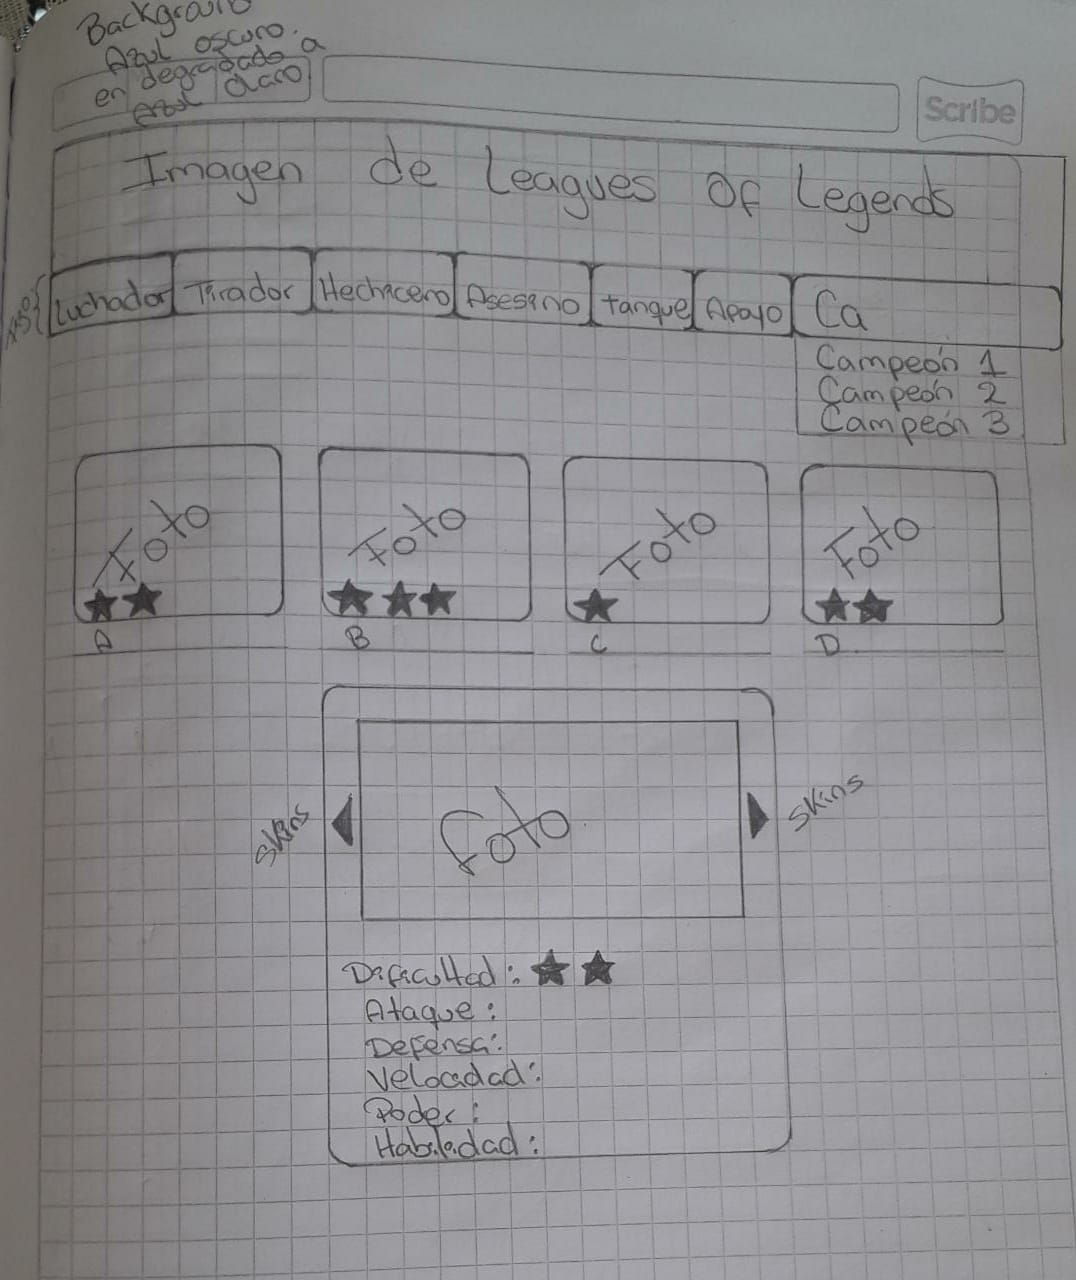 Background
Azul oscuro.
en degradado a
azul claro
Scribe
Imagen de Leagues Of Legends
Luchador Tirador Hechicero Asesino Tanque Apoyo Ca
Campeón 1
Campeón 2
Campeón 3
Foto Foto Foto Foto
A B C D
Skins Foto Skins
Dificultad:
Ataque:
Defensa:
Velocidad:
Poder:
Habilidad: